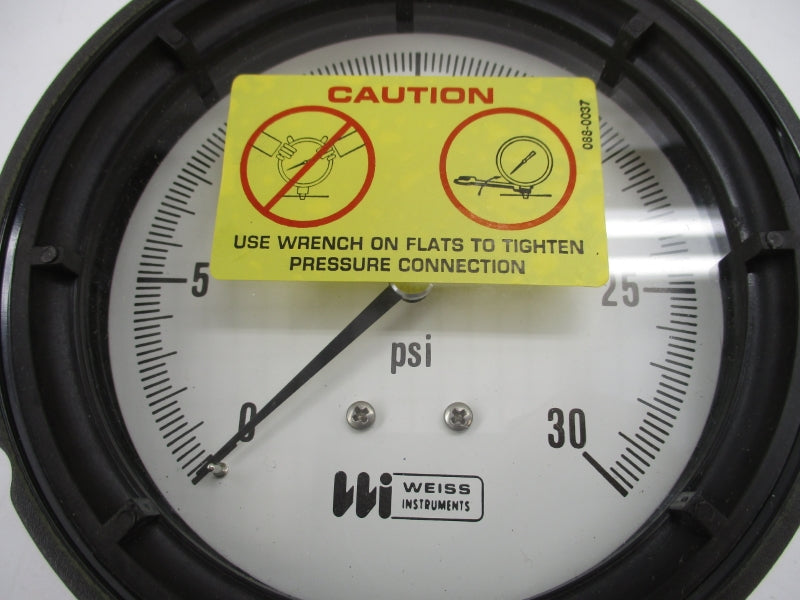 CAUTION
088-0037
USE WRENCH ON FLATS TO TIGHTEN
PRESSURE CONNECTION
5
25
psi
0
30
WEISS
INSTRUMENTS